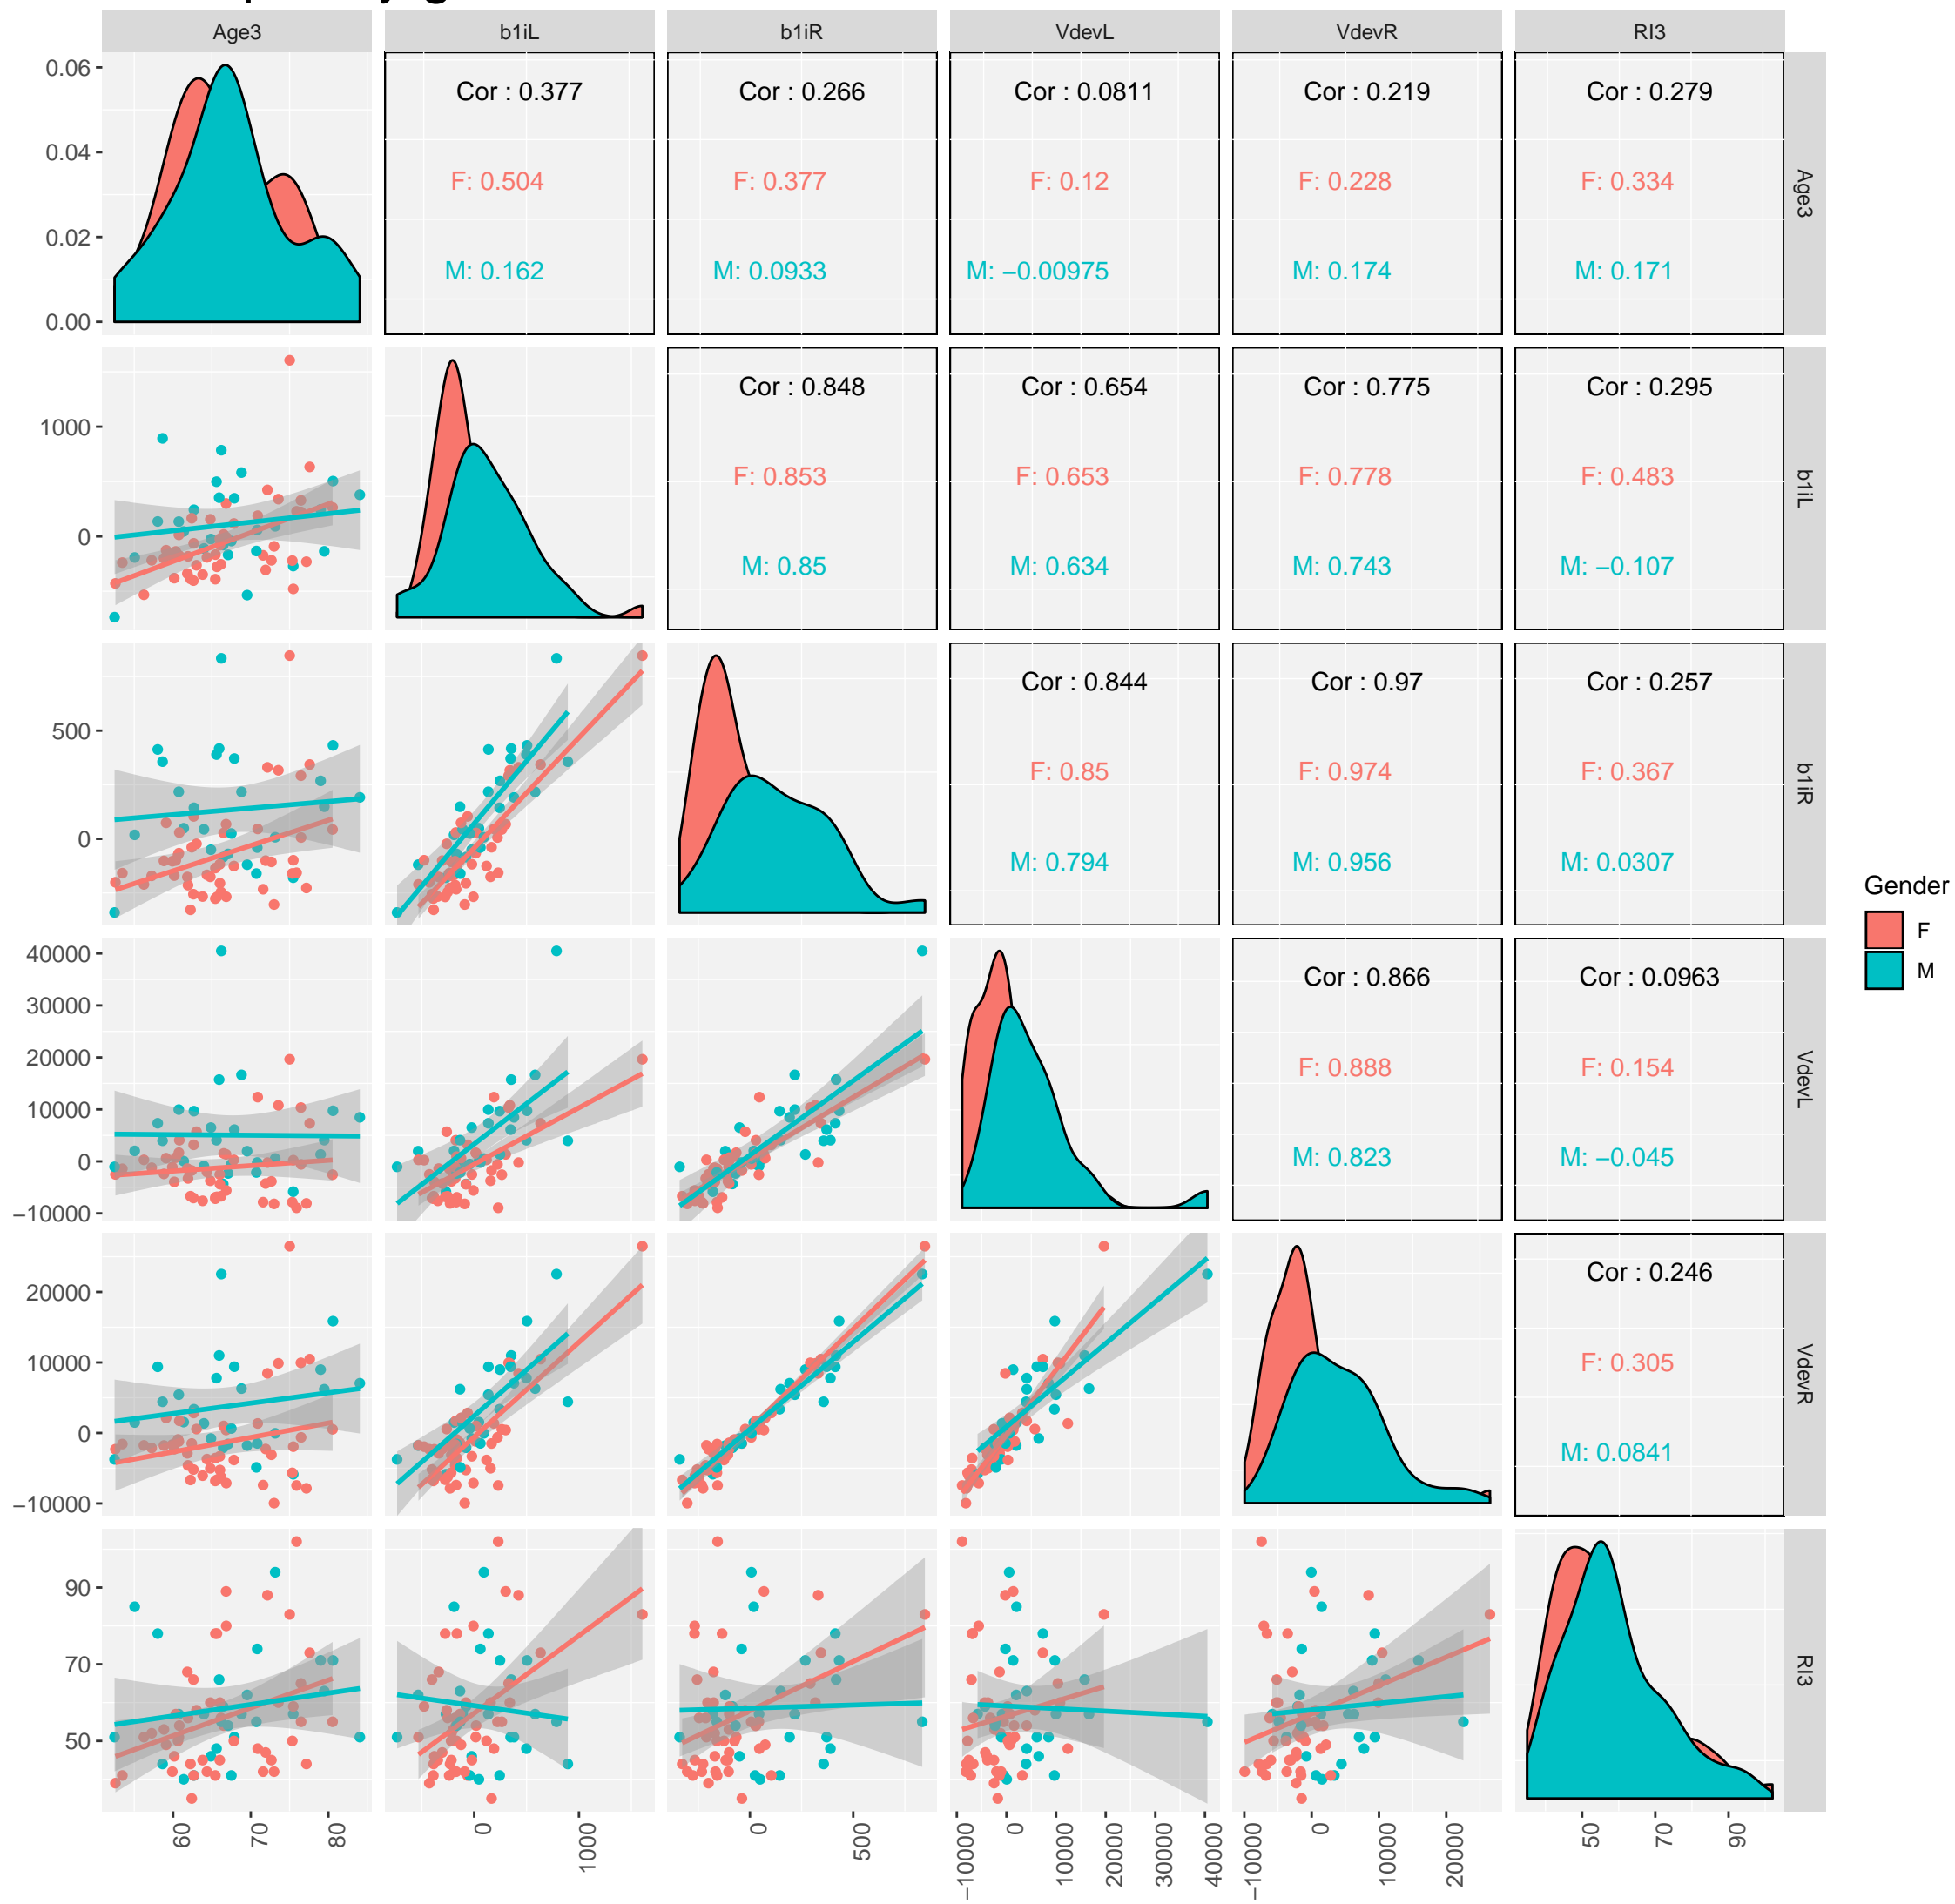 Age3 b1iL b1iR VdevL VdevR RI3
0.06
0.04
0.02
0.00
Cor : 0.377 Cor : 0.266 Cor : 0.0811 Cor : 0.219 Cor : 0.279
F: 0.504 F: 0.377 F: 0.12 F: 0.228 F: 0.334
M: 0.162 M: 0.0933 M: −0.00975 M: 0.174 M: 0.171
Age3
1000
0
Cor : 0.848 Cor : 0.654 Cor : 0.775 Cor : 0.295
F: 0.853 F: 0.653 F: 0.778 F: 0.483
M: 0.85 M: 0.634 M: 0.743 M: −0.107
b1iL
500
0
Cor : 0.844 Cor : 0.97 Cor : 0.257
F: 0.85 F: 0.974 F: 0.367
M: 0.794 M: 0.956 M: 0.0307
b1iR
Gender
F
M
40000
30000
20000
10000
0
−10000
Cor : 0.866 Cor : 0.0963
F: 0.888 F: 0.154
M: 0.823 M: −0.045
VdevL
20000
10000
0
−10000
Cor : 0.246
F: 0.305
M: 0.0841
VdevR
90
70
50
RI3
60 70 80 0 1000 0 500 −10000 0 10000 20000 30000 40000 −10000 0 10000 20000 50 70 90